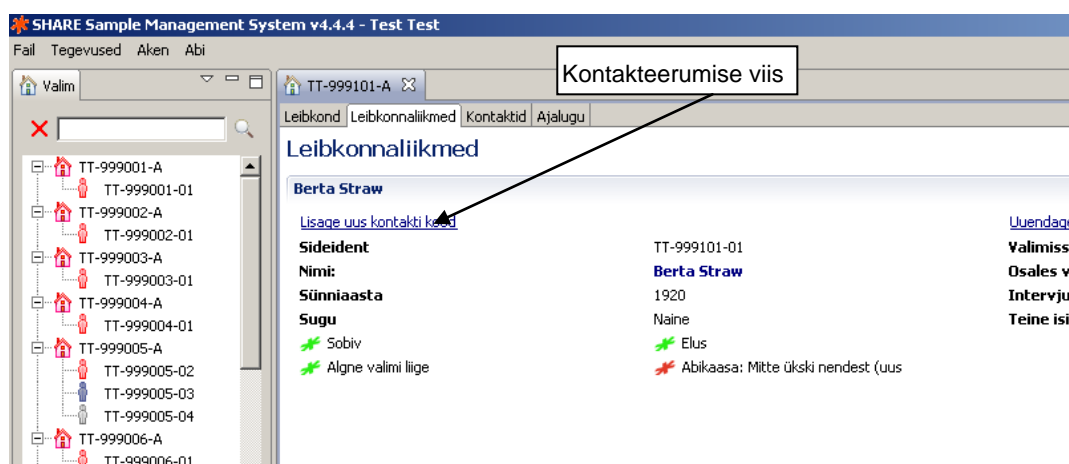 SHARE Sample Management System v4.4.4 - Test Test
Fail Tegevused Aken Abi
Kontakteerumise viis
Valim
TT-999101-A
Leibkond Leibkonnaliikmed Kontaktid Ajalugu
Leibkonnaliikmed
TT-999001-A
TT-999001-01
TT-999002-A
TT-999002-01
TT-999003-A
TT-999003-01
TT-999004-A
TT-999004-01
TT-999005-A
TT-999005-02
TT-999005-03
TT-999005-04
TT-999006-A
TT-999006-01
Berta Straw
Lisage uus kontakti kood Uuendage
Sideident TT-999101-01 Valimiss
Nimi: Berta Straw Osales v
Sünniaasta 1920 Intervju
Sugu Naine Teine isi
Sobiv Elus
Algne valimi liige Abikaasa: Mitte ükski nendest (uus